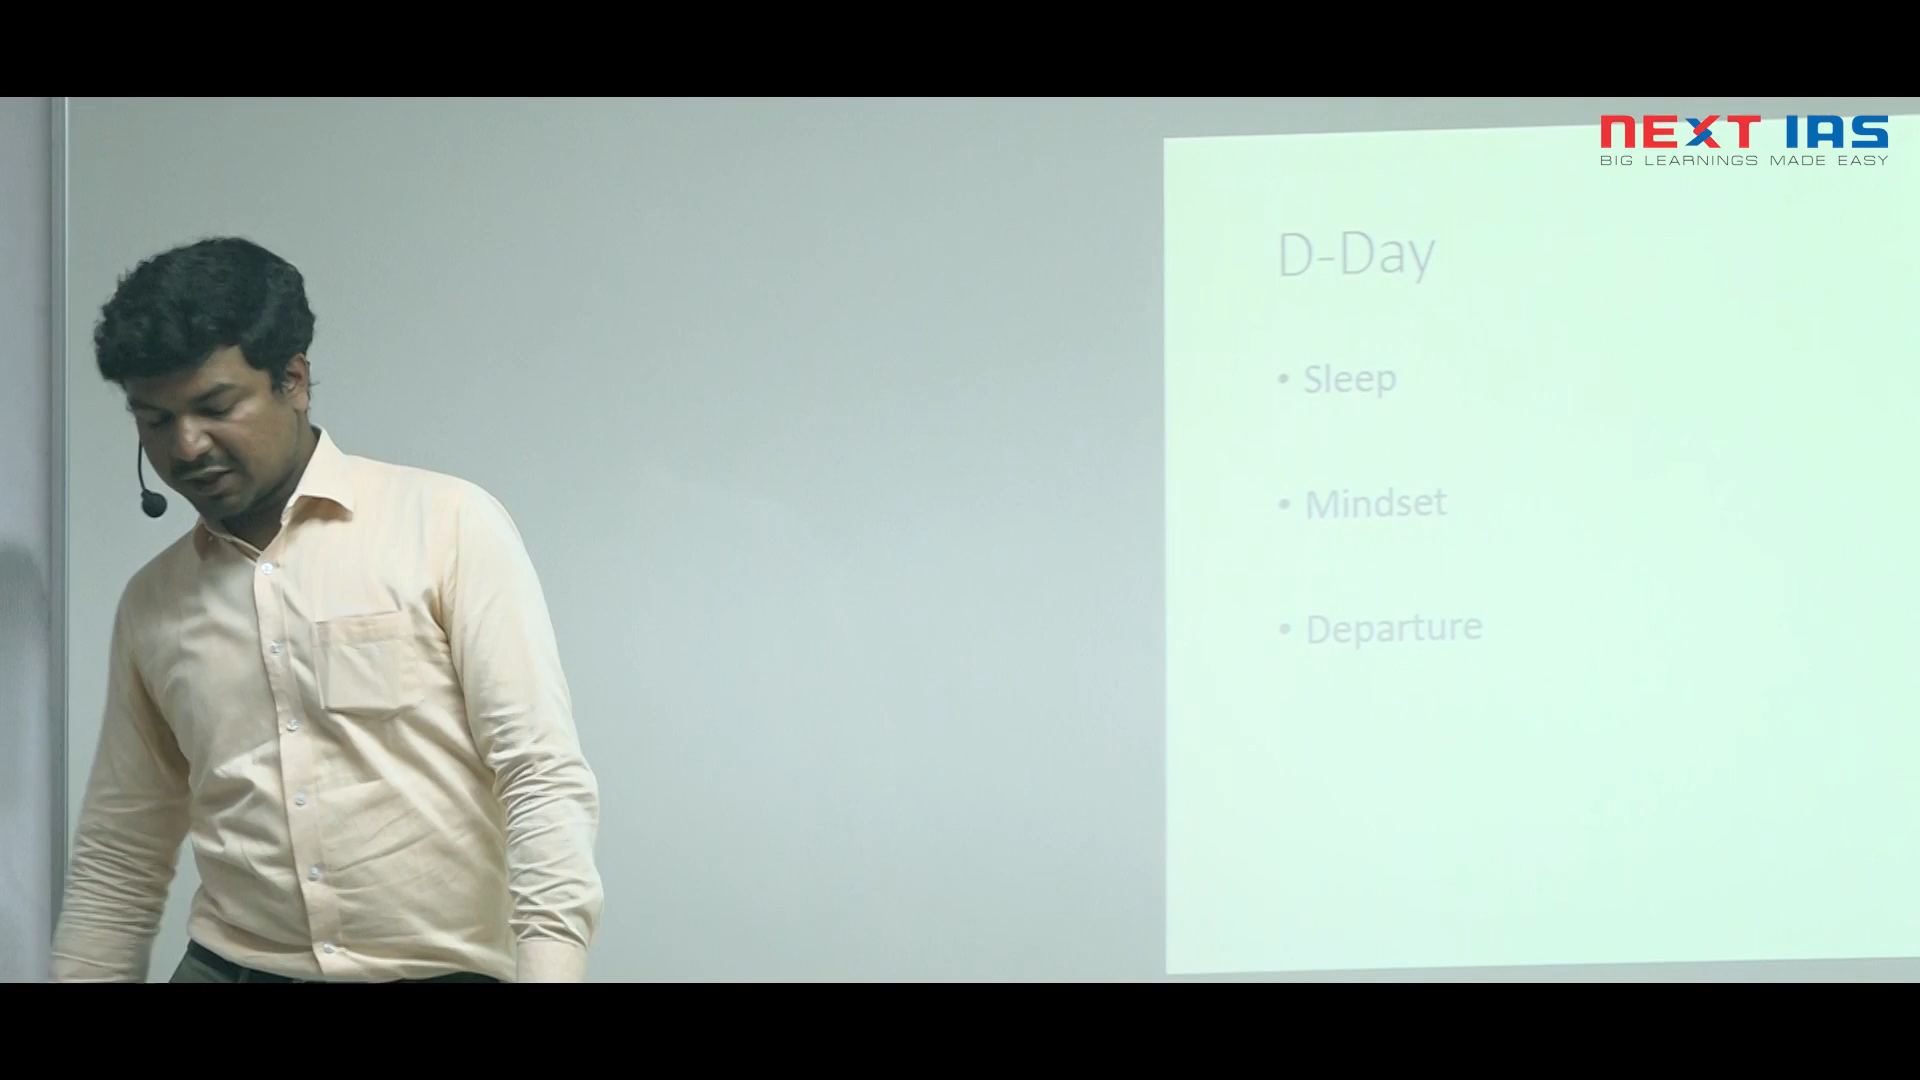 NEXT IAS
BIG LEARNINGS MADE EASY
D-Day
• Sleep
• Mindset
• Departure